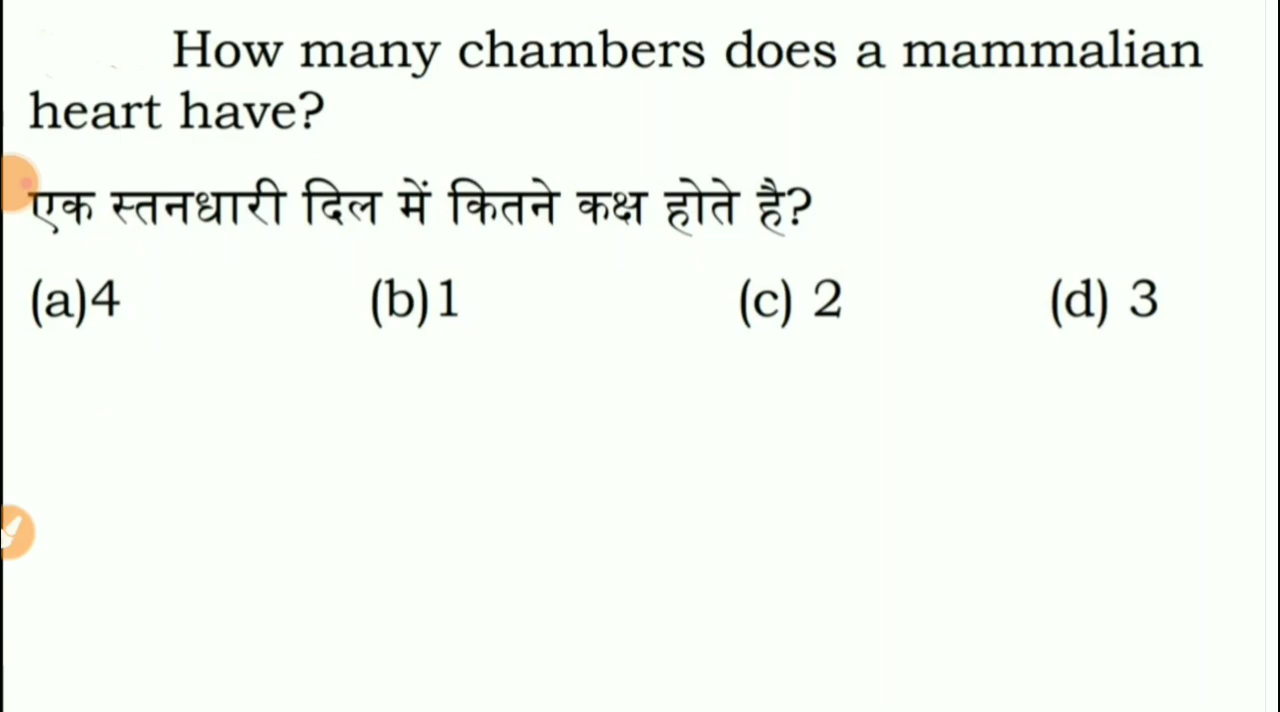 How many chambers does a mammalian
heart have?
एक स्तनधारी दिल में कितने कक्ष होते है?
(a)4 (b)1 (c) 2 (d) 3